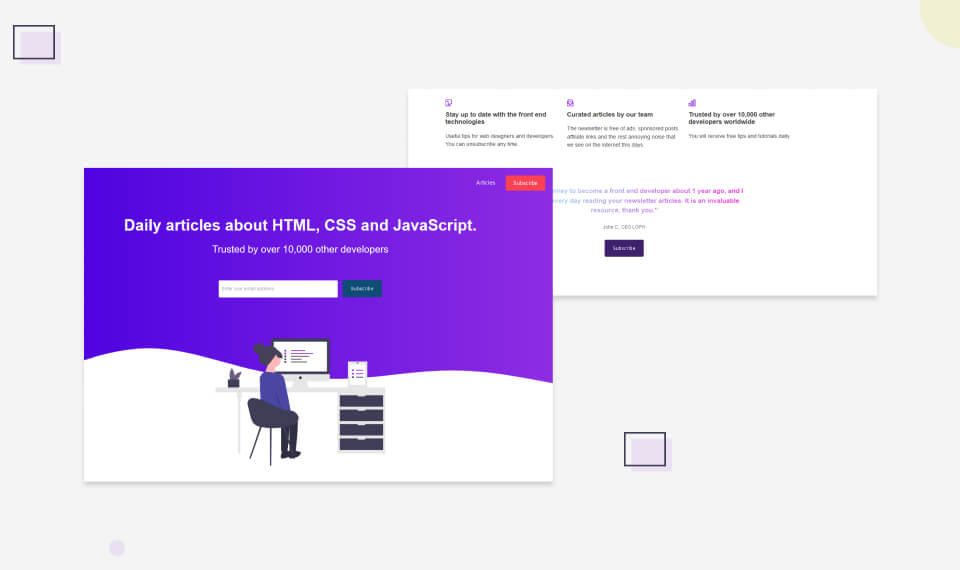 Stay up to date with the front end
technologies
Useful tips for web designers and developers.
You can unsubscribe any time.
Curated articles by our team
The newsletter is free of ads, sponsored posts,
affiliate links and the rest annoying noise that
we see on the internet this days.
Trusted by over 10,000 other
developers worldwide
You will receive free tips and tutorials daily
to become a front end developer about 1 year ago, and I
every day reading your newsletter articles. It is an invaluable
resource, thank you."
John C, CEO LOPH
Subscribe
Articles
Subscribe
Daily articles about HTML, CSS and JavaScript.
Trusted by over 10,000 other developers
Enter your email address
Subscribe